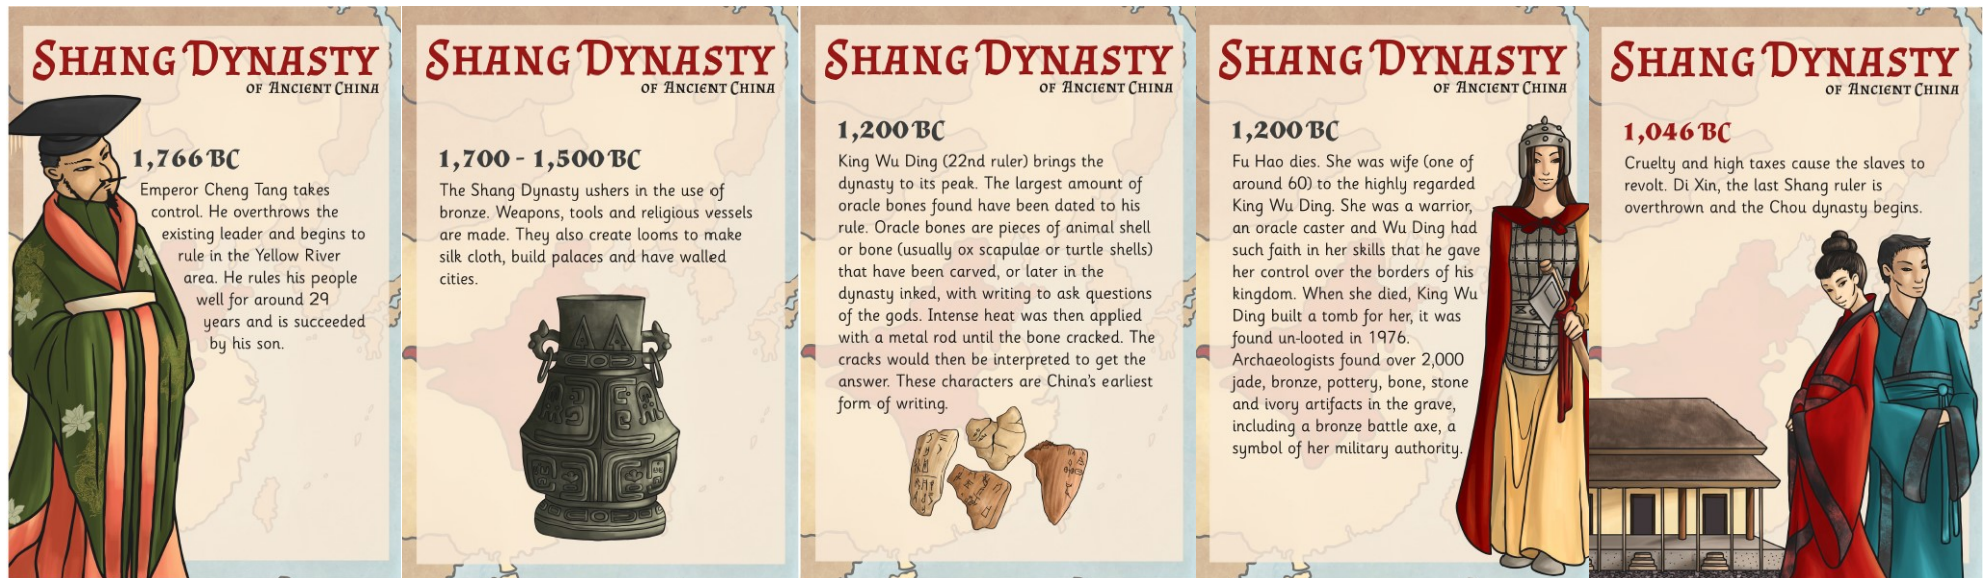 SHANG DYNASTY
OF ANCIENT CHINA
1,766 BC
Emperor Cheng Tang takes
control. He overthrows the
existing leader and begins to
rule in the Yellow River
area. He rules his people
well for around 29
years and is succeeded
by his son.
SHANG DYNASTY
OF ANCIENT CHINA
1,700 - 1,500 BC
The Shang Dynasty ushers in the use of
bronze. Weapons, tools and religious vessels
are made. They also create looms to make
silk cloth, build palaces and have walled
cities.
SHANG DYNASTY
OF ANCIENT CHINA
1,200 BC
King Wu Ding (22nd ruler) brings the
dynasty to its peak. The largest amount of
oracle bones found have been dated to his
rule. Oracle bones are pieces of animal shell
or bone (usually ox scapulae or turtle shells)
that have been carved, or later in the
dynasty inked, with writing to ask questions
of the gods. Intense heat was then applied
with a metal rod until the bone cracked. The
cracks would then be interpreted to get the
answer. These characters are China's earliest
form of writing.
SHANG DYNASTY
OF ANCIENT CHINA
1,200 BC
Fu Hao dies. She was wife (one of
around 60) to the highly regarded
King Wu Ding. She was a warrior,
an oracle caster and Wu Ding had
such faith in her skills that he gave
her control over the borders of his
kingdom. When she died, King Wu
Ding built a tomb for her, it was
found un-looted in 1976.
Archaeologists found over 2,000
jade, bronze, pottery, bone, stone
and ivory artifacts in the grave,
including a bronze battle axe, a
symbol of her military authority.
SHANG DYNASTY
OF ANCIENT CHINA
1,046 BC
Cruelty and high taxes cause the slaves to
revolt. Di Xin, the last Shang ruler is
overthrown and the Chou dynasty begins.